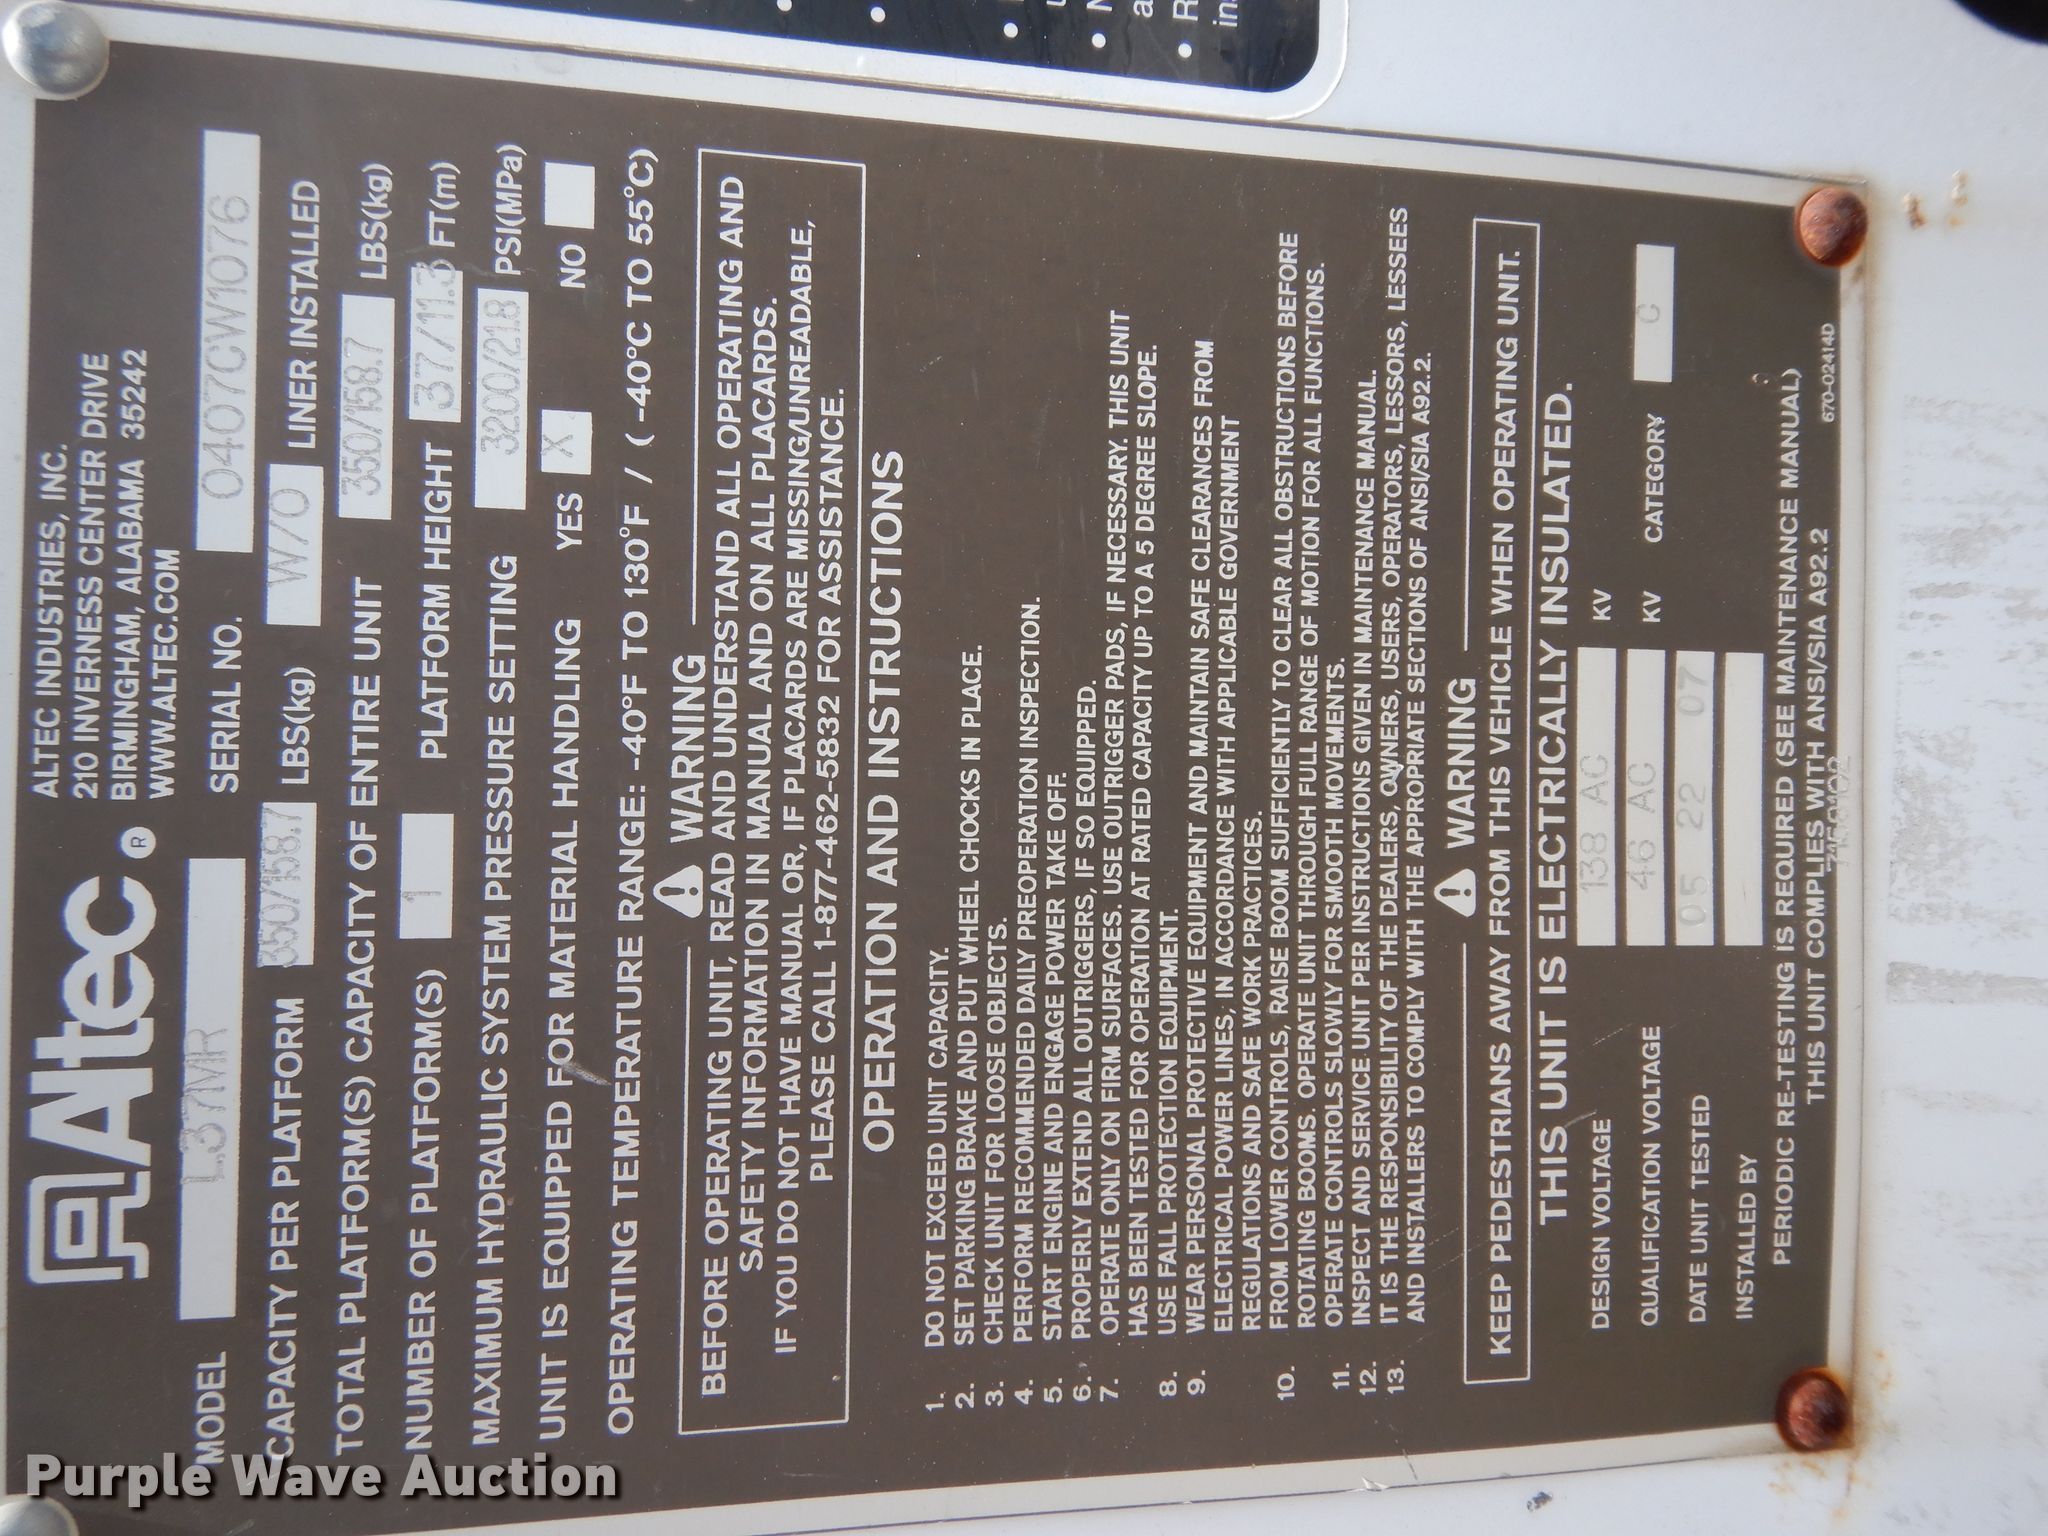 Altec ®
ALTEC INDUSTRIES, INC.
210 INVERNESS CENTER DRIVE
BIRMINGHAM, ALABAMA 35242
WWW.ALTEC.COM
MODEL L37MR SERIAL NO. 0407CW1076
CAPACITY PER PLATFORM 350/158.7 LBS(kg) W/O LINER INSTALLED
TOTAL PLATFORM(S) CAPACITY OF ENTIRE UNIT 350/158.7 LBS(kg)
NUMBER OF PLATFORM(S) 1 PLATFORM HEIGHT 37/11.3 FT(m)
MAXIMUM HYDRAULIC SYSTEM PRESSURE SETTING 3200/21.8 PSI(MPa)
UNIT IS EQUIPPED FOR MATERIAL HANDLING YES X NO
OPERATING TEMPERATURE RANGE: -40°F TO 130°F / ( -40°C TO 55°C)
WARNING
BEFORE OPERATING UNIT, READ AND UNDERSTAND ALL OPERATING AND
SAFETY INFORMATION IN MANUAL AND ON ALL PLACARDS.
IF YOU DO NOT HAVE MANUAL OR, IF PLACARDS ARE MISSING/UNREADABLE,
PLEASE CALL 1-877-462-5832 FOR ASSISTANCE.
OPERATION AND INSTRUCTIONS
1. DO NOT EXCEED UNIT CAPACITY.
2. SET PARKING BRAKE AND PUT WHEEL CHOCKS IN PLACE.
3. CHECK UNIT FOR LOOSE OBJECTS.
4. PERFORM RECOMMENDED DAILY PREOPERATION INSPECTION.
5. START ENGINE AND ENGAGE POWER TAKE OFF.
6. PROPERLY EXTEND ALL OUTRIGGERS, IF SO EQUIPPED.
7. OPERATE ONLY ON FIRM SURFACES. USE OUTRIGGER PADS, IF NECESSARY. THIS UNIT
HAS BEEN TESTED FOR OPERATION AT RATED CAPACITY UP TO A 5 DEGREE SLOPE.
8. USE FALL PROTECTION EQUIPMENT.
9. WEAR PERSONAL PROTECTIVE EQUIPMENT AND MAINTAIN SAFE CLEARANCES FROM
ELECTRICAL POWER LINES, IN ACCORDANCE WITH APPLICABLE GOVERNMENT
REGULATIONS AND SAFE WORK PRACTICES.
10. FROM LOWER CONTROLS, RAISE BOOM SUFFICIENTLY TO CLEAR ALL OBSTRUCTIONS BEFORE
ROTATING BOOMS. OPERATE UNIT THROUGH FULL RANGE OF MOTION FOR ALL FUNCTIONS.
11. OPERATE CONTROLS SLOWLY FOR SMOOTH MOVEMENTS.
12. INSPECT AND SERVICE UNIT PER INSTRUCTIONS GIVEN IN MAINTENANCE MANUAL.
13. IT IS THE RESPONSIBILITY OF THE DEALERS, OWNERS, USERS, OPERATORS, LESSORS, LESSEES
AND INSTALLERS TO COMPLY WITH THE APPROPRIATE SECTIONS OF ANSI/SIA A92.2.
WARNING
KEEP PEDESTRIANS AWAY FROM THIS VEHICLE WHEN OPERATING UNIT.
THIS UNIT IS ELECTRICALLY INSULATED.
DESIGN VOLTAGE 138 AC KV
QUALIFICATION VOLTAGE 46 AC KV CATEGORY C
DATE UNIT TESTED 05 22 07
INSTALLED BY
PERIODIC RE-TESTING IS REQUIRED (SEE MAINTENANCE MANUAL)
THIS UNIT COMPLIES WITH ANSI/SIA A92.2
670-02414D
Purple Wave Auction